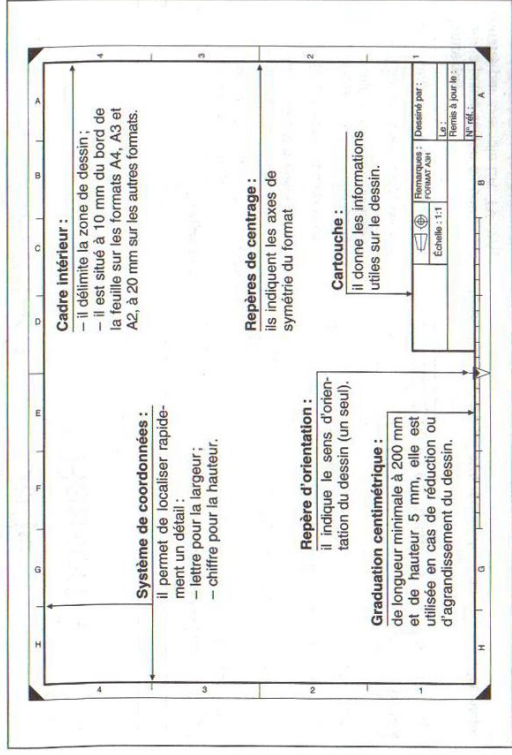 H G F E D C B A
4 4
Système de coordonnées :
il permet de localiser rapide-
ment un détail :
– lettre pour la largeur ;
– chiffre pour la hauteur.
Cadre intérieur :
– il délimite la zone de dessin ;
– il est situé à 10 mm du bord de
la feuille sur les formats A4, A3 et
A2, à 20 mm sur les autres formats.
3 3
Repères de centrage :
ils indiquent les axes de
symétrie du format
2 2
Repère d'orientation :
il indique le sens d'orien-
tation du dessin (un seul).
Cartouche :
il donne les informations
utiles sur le dessin.
Graduation centimétrique :
de longueur minimale à 200 mm
et de hauteur 5 mm, elle est
utilisée en cas de réduction ou
d'agrandissement du dessin.
1 1
Échelle : 1:1
Remarques :
FORMAT A3H
Dessiné par :
Le :
Remis à jour le :
N° réf. :
H G B A